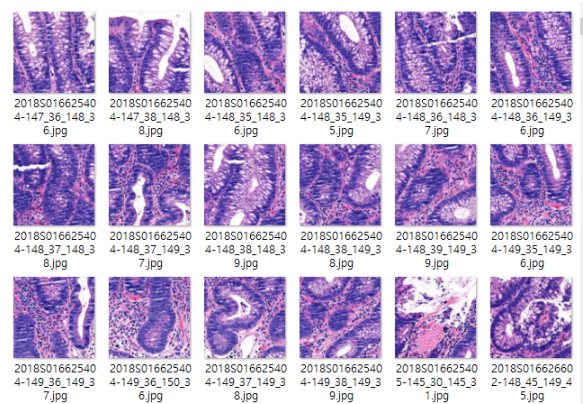 2018S01662540 2018S01662540 2018S01662540 2018S01662540 2018S01662540 2018S01662540
4-147_36_148_3 4-147_38_148_3 4-148_35_148_3 4-148_35_149_3 4-148_36_148_3 4-148_36_149_3
6.jpg 8.jpg 6.jpg 5.jpg 7.jpg 6.jpg
2018S01662540 2018S01662540 2018S01662540 2018S01662540 2018S01662540 2018S01662540
4-148_37_148_3 4-148_37_149_3 4-148_38_148_3 4-148_38_149_3 4-148_39_149_3 4-149_35_149_3
8.jpg 7.jpg 9.jpg 8.jpg 9.jpg 6.jpg
2018S01662540 2018S01662540 2018S01662540 2018S01662540 2018S01662540 2018S01662660
4-149_36_149_3 4-149_36_150_3 4-149_37_149_3 4-149_38_149_3 5-145_30_145_3 2-148_45_149_4
7.jpg 6.jpg 8.jpg 9.jpg 1.jpg 5.jpg